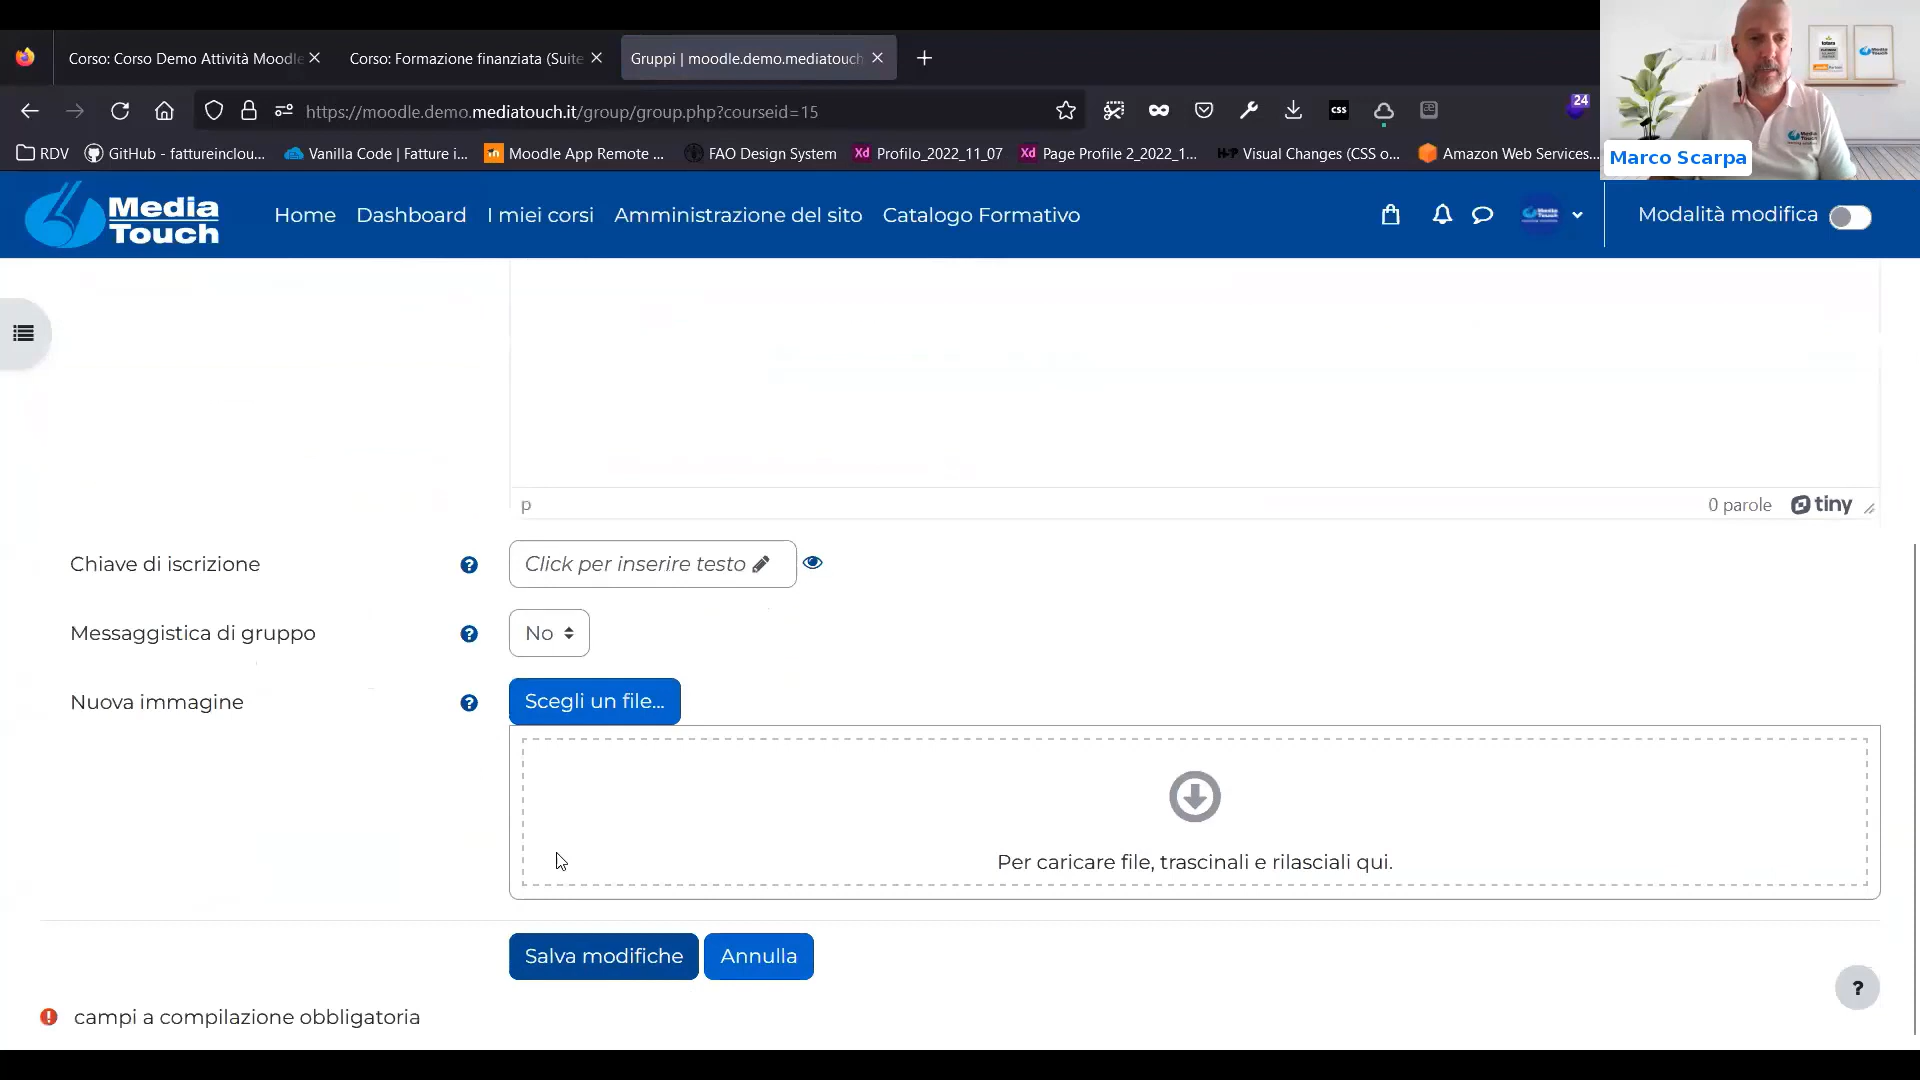 Corso: Corso Demo Attività Moodle
Corso: Formazione finanziata (Suite
Gruppi | moodle.demo.mediatouch
https://moodle.demo.mediatouch.it/group/group.php?courseid=15
css
24
RDV
GitHub - fattureinclou...
Vanilla Code | Fatture i...
Moodle App Remote ...
FAO Design System
Xd Profilo_2022_11_07
Xd Page Profile 2_2022_1...
Visual Changes (CSS o...
Amazon Web Services...
Marco Scarpa
Media Touch
Home
Dashboard
I miei corsi
Amministrazione del sito
Catalogo Formativo
Modalità modifica
p
0 parole
tiny
Chiave di iscrizione
?
Click per inserire testo
Messaggistica di gruppo
?
No
Nuova immagine
?
Scegli un file...
Per caricare file, trascinali e rilasciali qui.
Salva modifiche
Annulla
?
! campi a compilazione obbligatoria